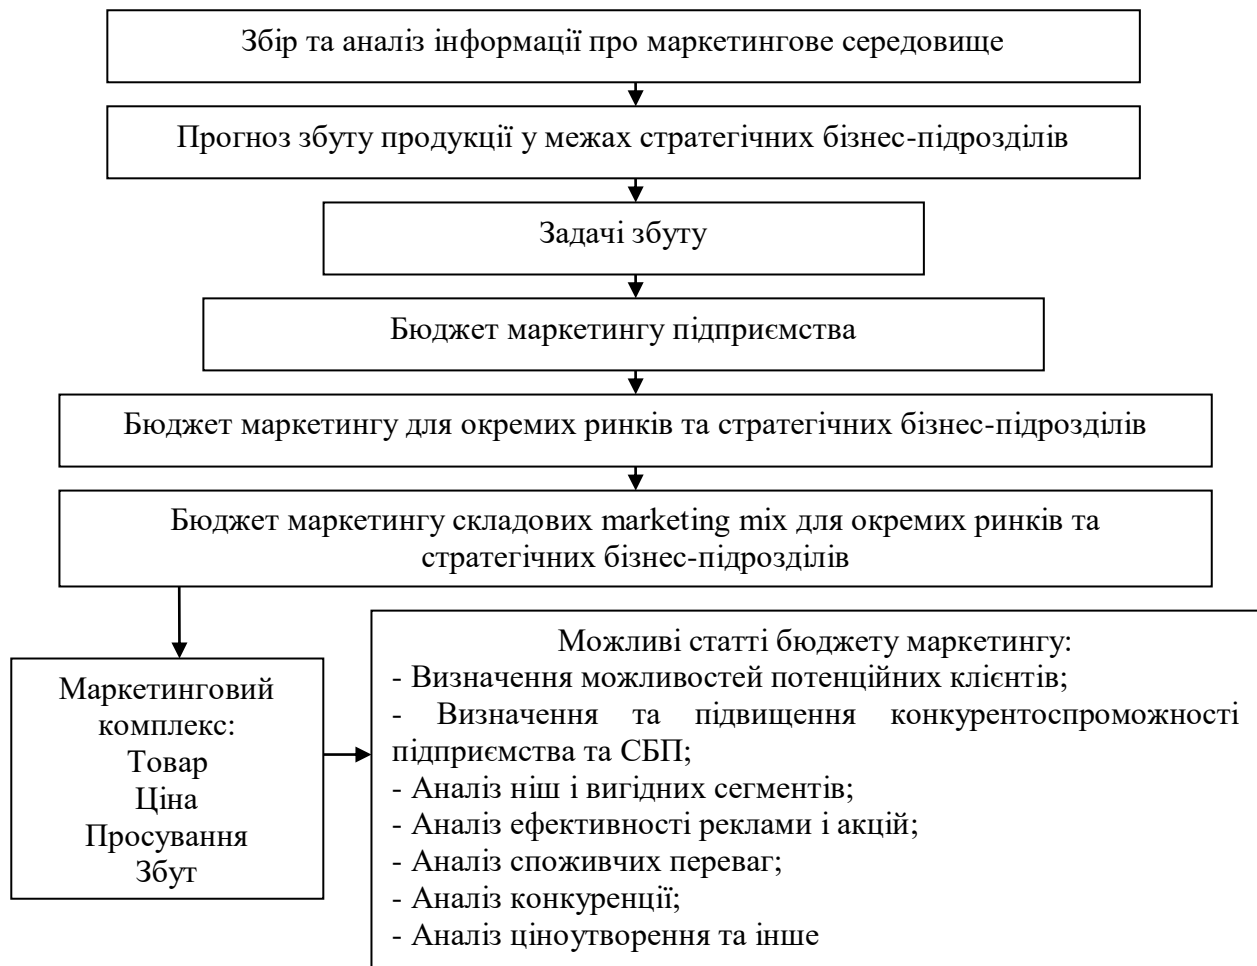 Збір та аналіз інформації про маркетингове середовище
Прогноз збуту продукції у межах стратегічних бізнес-підрозділів
Задачі збуту
Бюджет маркетингу підприємства
Бюджет маркетингу для окремих ринків та стратегічних бізнес-підрозділів
Бюджет маркетингу складових marketing mix для окремих ринків та
стратегічних бізнес-підрозділів
Маркетинговий
комплекс:
Товар
Ціна
Просування
Збут
Можливі статті бюджету маркетингу:
- Визначення можливостей потенційних клієнтів;
- Визначення та підвищення конкурентоспроможності
підприємства та СБП;
- Аналіз ніш і вигідних сегментів;
- Аналіз ефективності реклами і акцій;
- Аналіз споживчих переваг;
- Аналіз конкуренції;
- Аналіз ціноутворення та інше